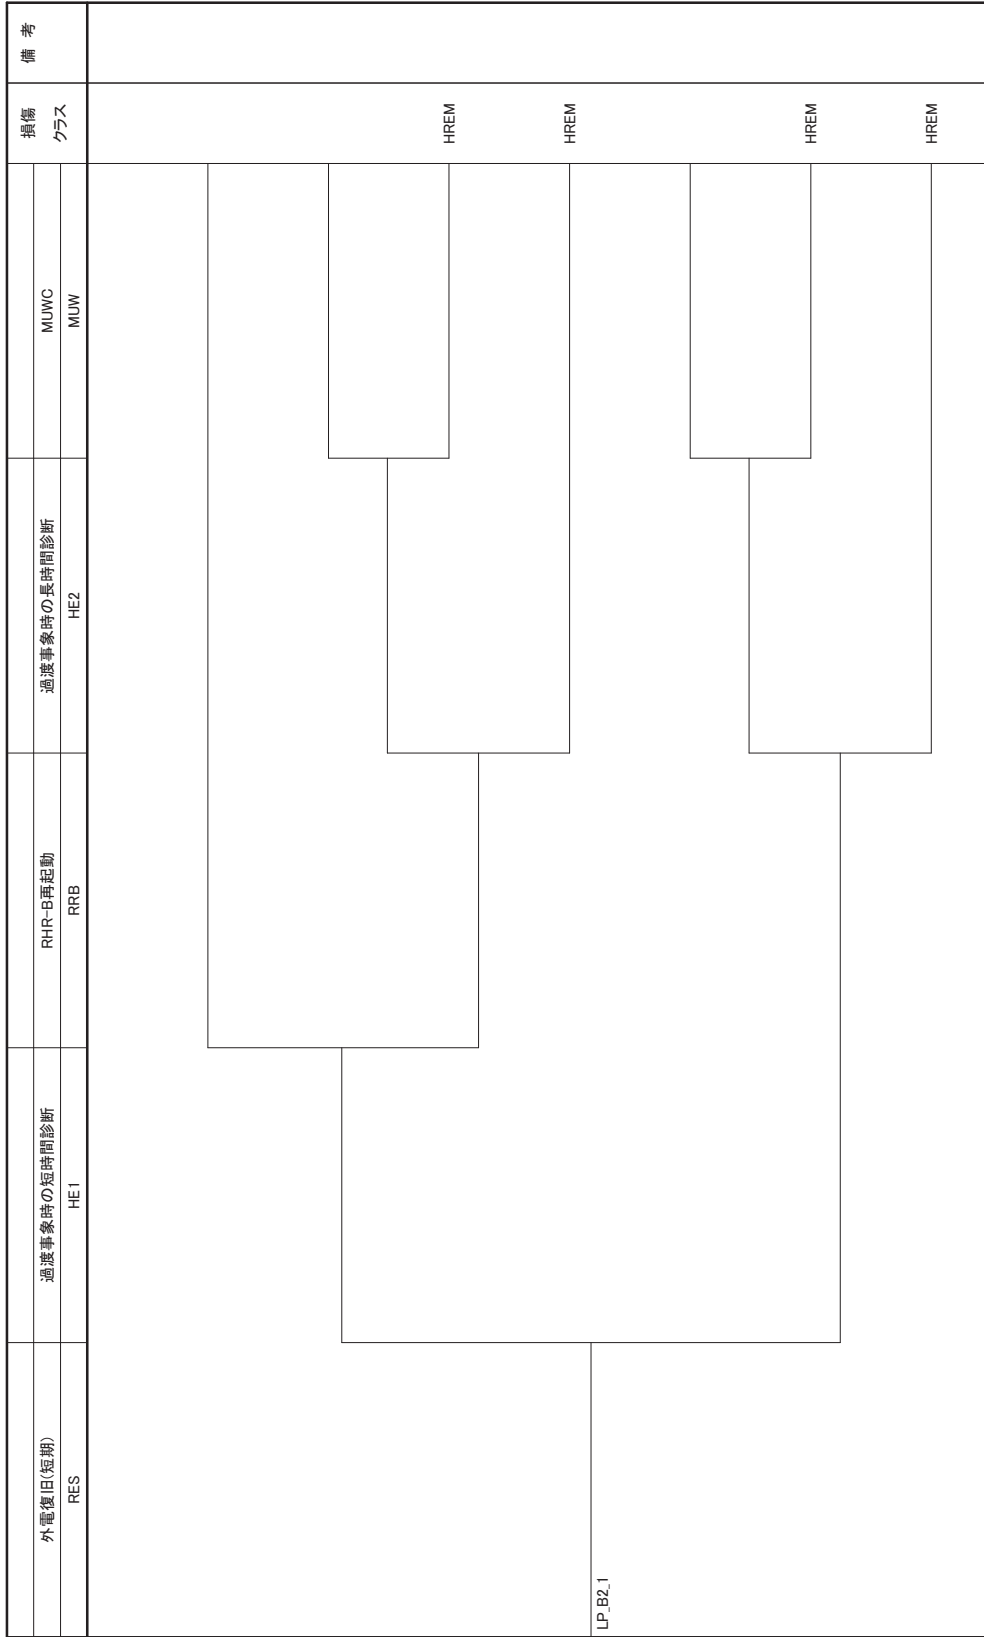 外電復旧(短期)
RES
過渡事象時の短時間診断
HE1
RHR-B再起動
RRB
過渡事象時の長時間診断
HE2
MUWC
MUW
損傷
クラス
備 考
LP_B2_1
HREM
HREM
HREM
HREM